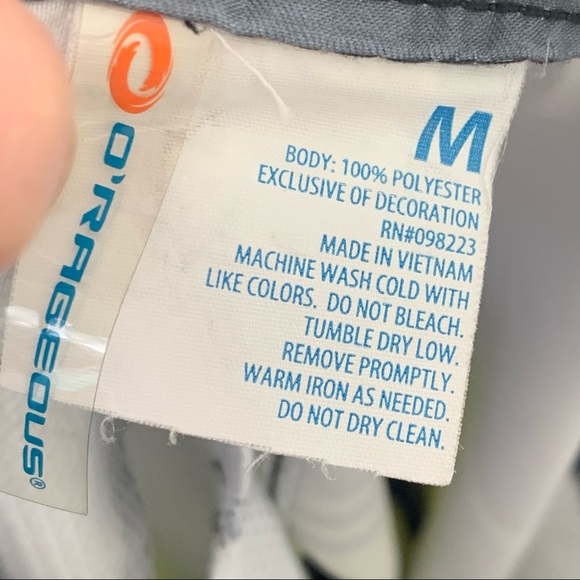 O'RAGEOUS®
M
BODY: 100% POLYESTER
EXCLUSIVE OF DECORATION
RN#098223
MADE IN VIETNAM
MACHINE WASH COLD WITH
LIKE COLORS. DO NOT BLEACH.
TUMBLE DRY LOW.
REMOVE PROMPTLY.
WARM IRON AS NEEDED.
DO NOT DRY CLEAN.